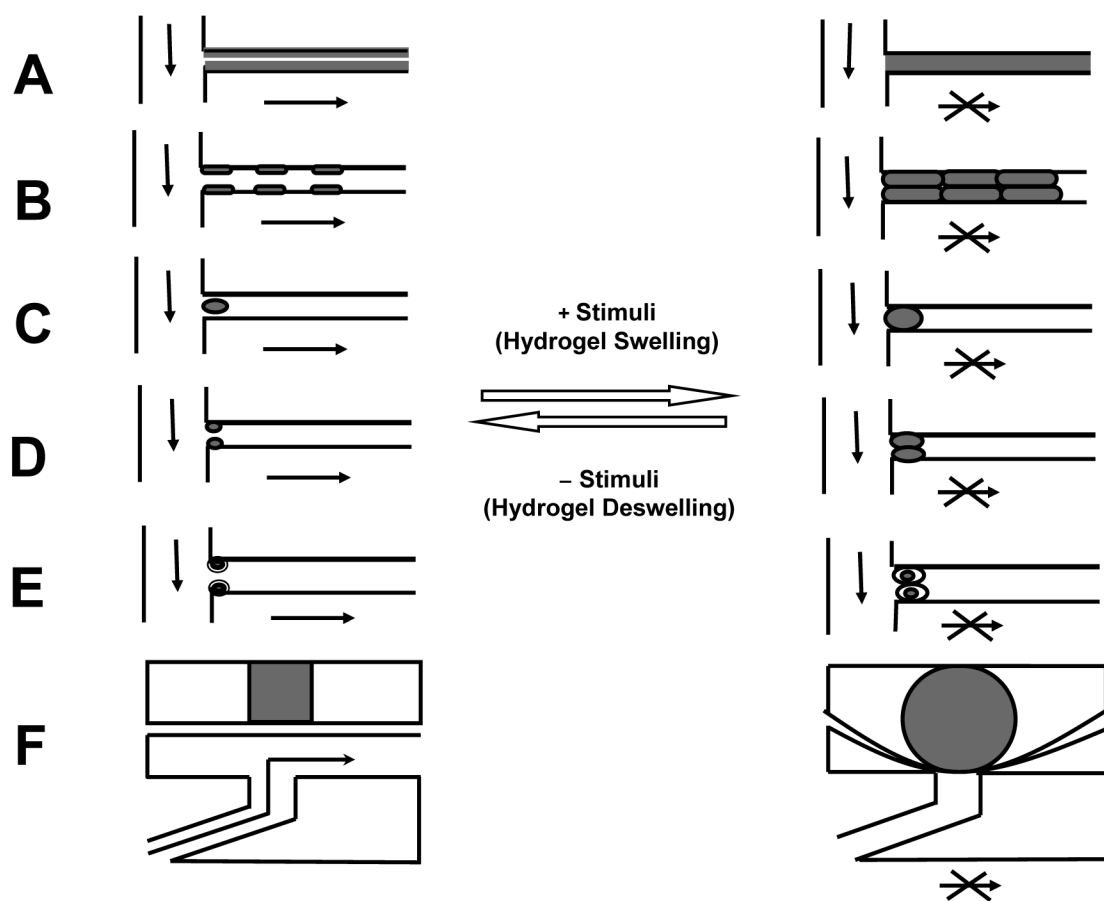 A
B
C
+ Stimuli
(Hydrogel Swelling)
D
– Stimuli
(Hydrogel Deswelling)
E
F